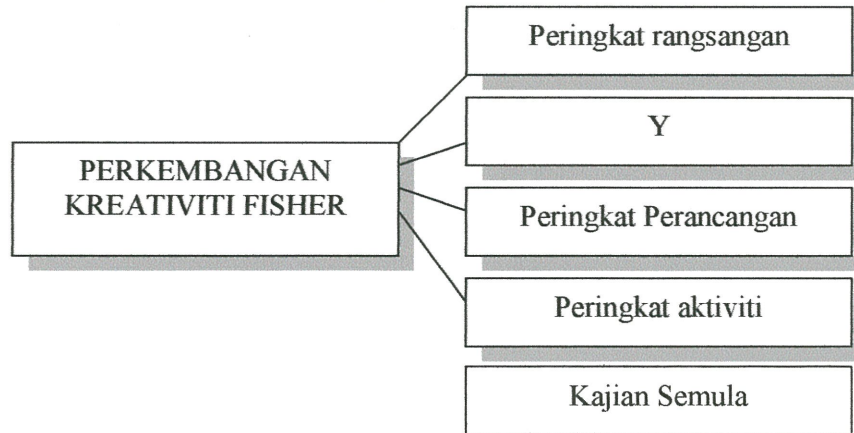 Peringkat rangsangan
Y
PERKEMBANGAN
KREATIVITI FISHER
Peringkat Perancangan
Peringkat aktiviti
Kajian Semula